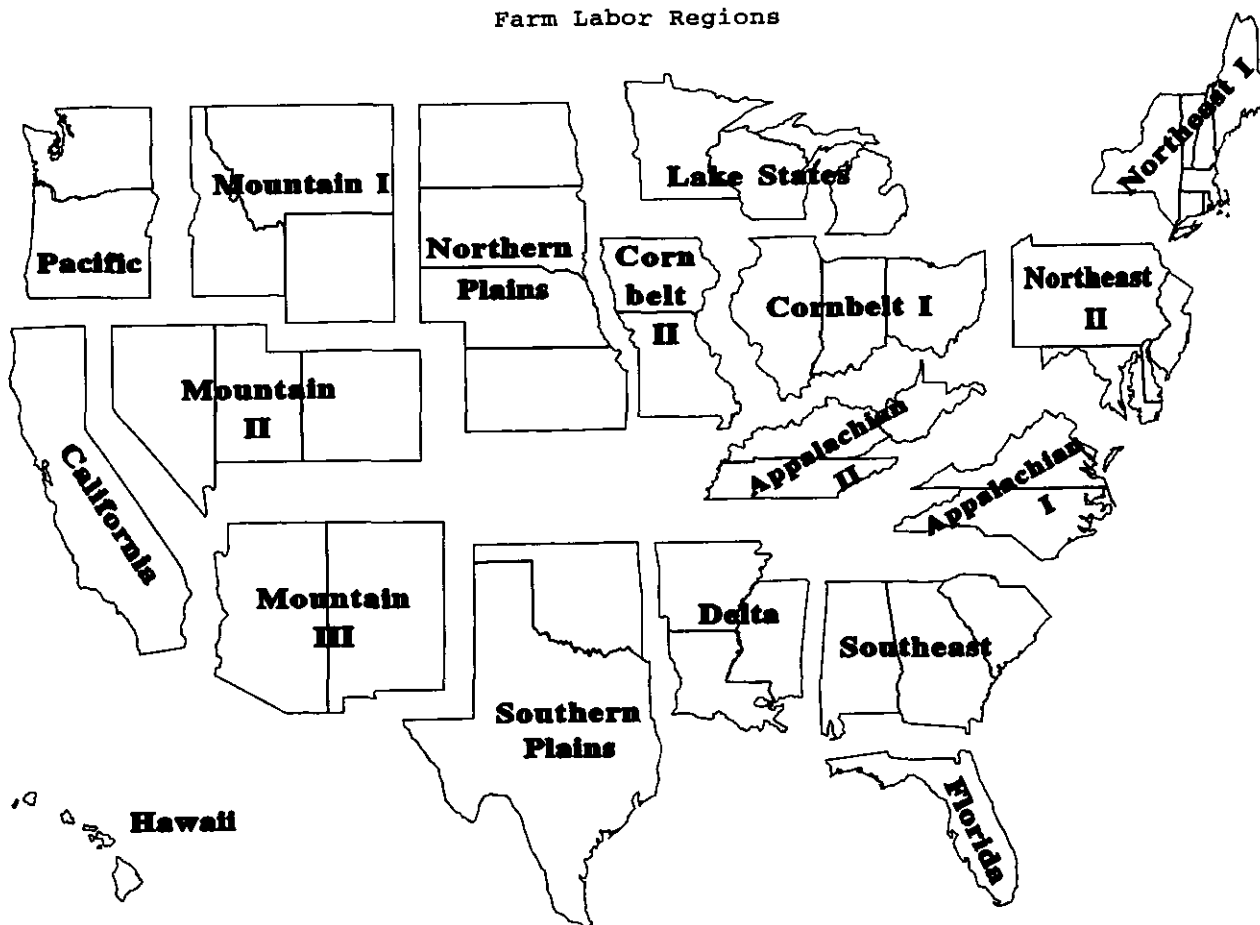 Farm Labor Regions
Northeast I
Mountain I
Lake States
Pacific
Northern
Plains
Corn
belt
II
Cornbelt I
Northeast
II
Mountain
II
California
Appalachian
II
Appalachian
I
Mountain
III
Delta
Southeast
Southern
Plains
Florida
Hawaii